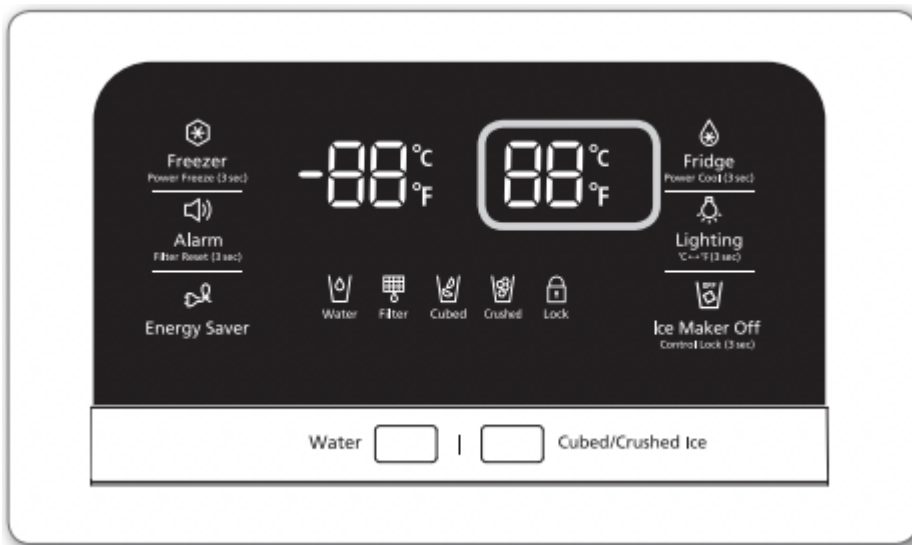 Freezer
Power Freeze (3 sec)
Alarm
Filter Reset (3 sec)
Energy Saver
-88 °C
°F
88 °C
°F
Water
Filter
Cubed
Crushed
Lock
Fridge
Power Cool (3 sec)
Lighting
°C↔°F(3 sec)
OFF
Ice Maker Off
Control Lock (3 sec)
Water | Cubed/Crushed Ice